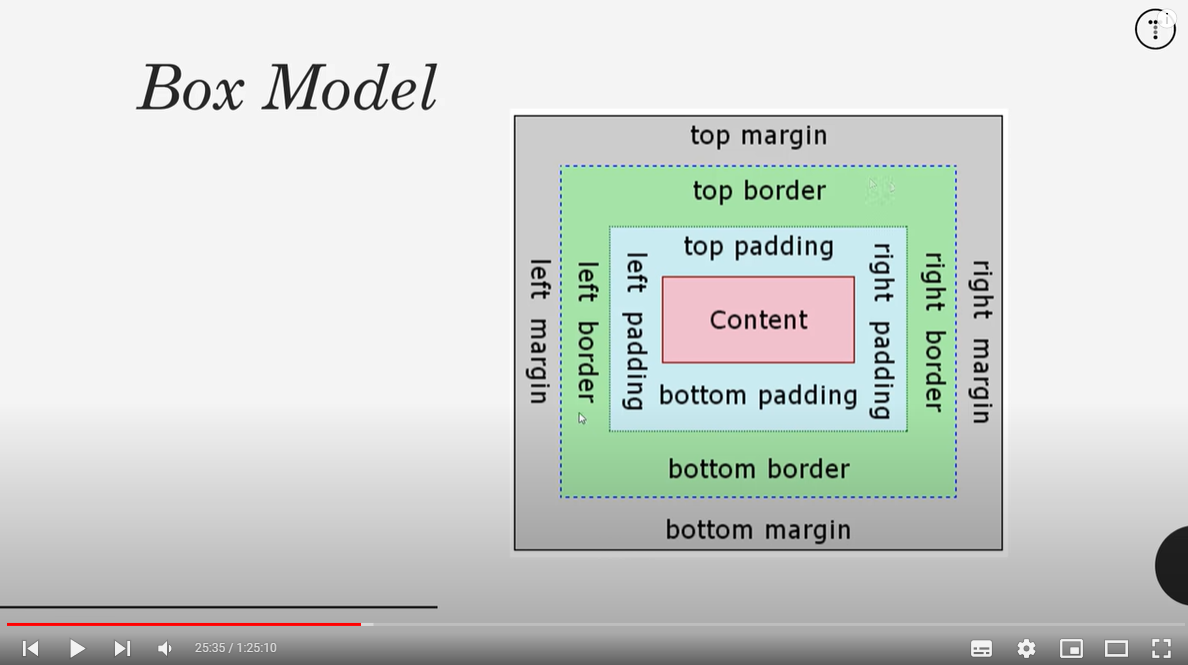 Box Model
top margin
top border
top padding
left margin
left border
left padding
Content
right padding
right border
right margin
bottom padding
bottom border
bottom margin
25:35 / 1:25:10